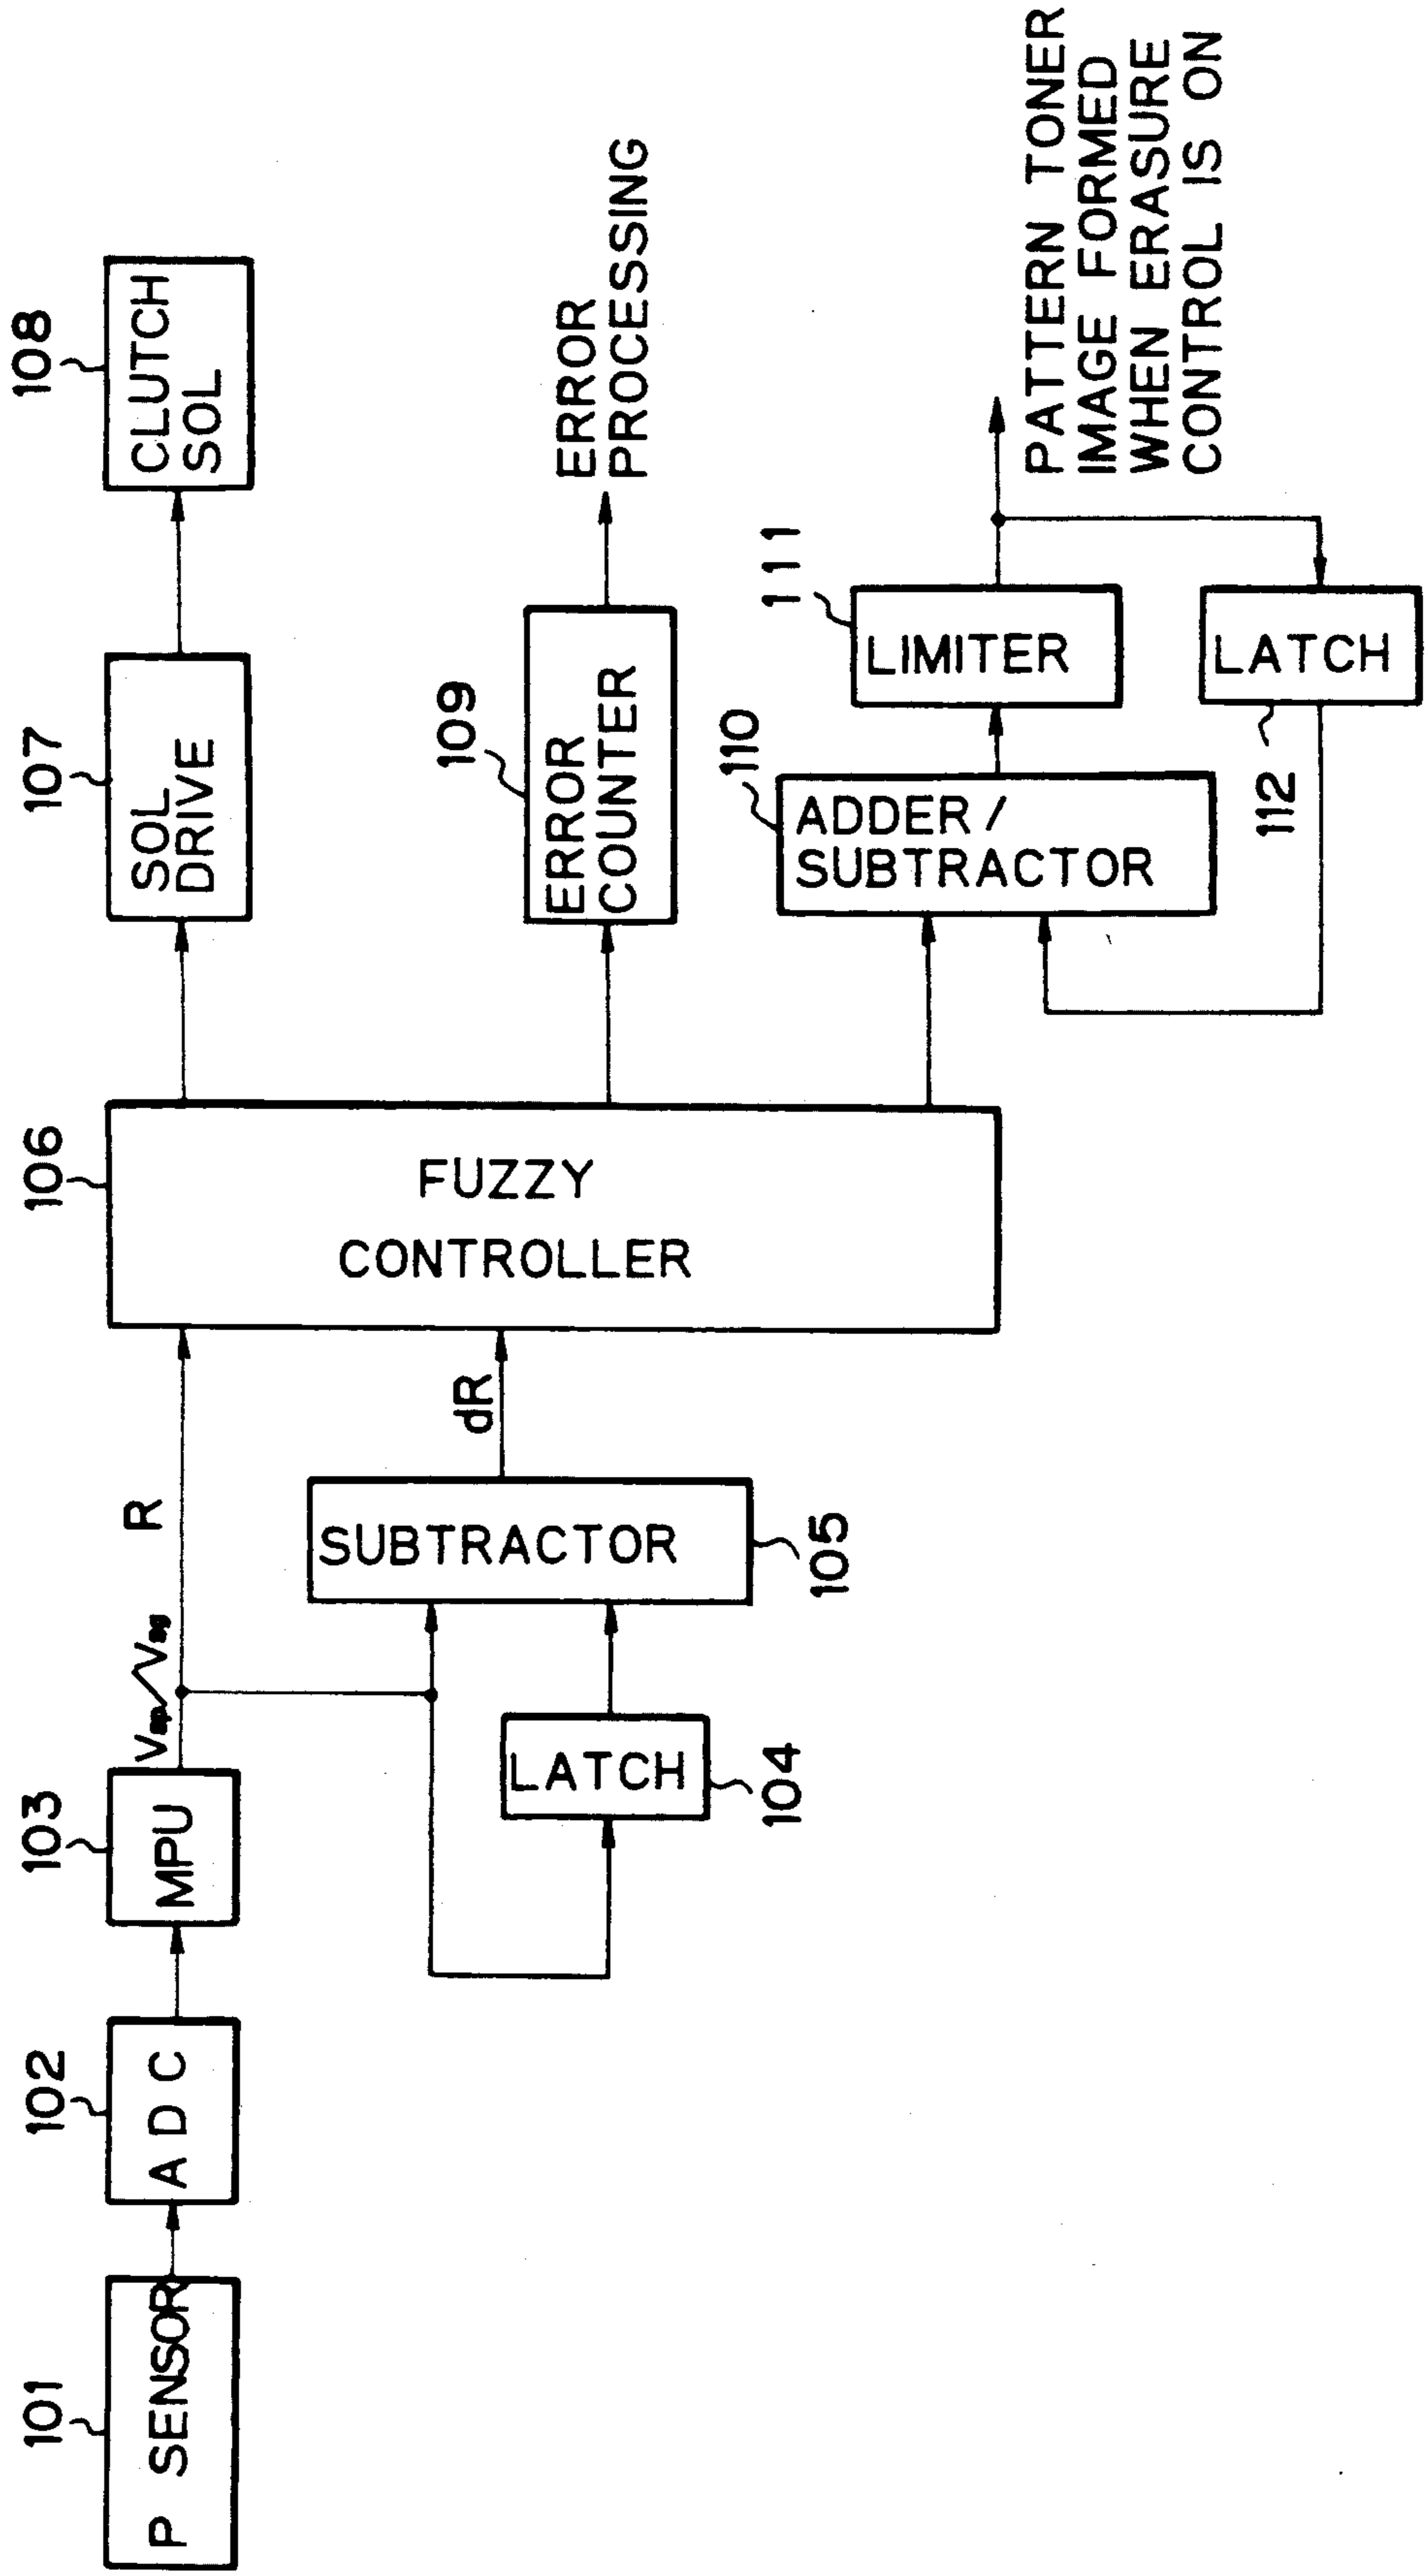 101
P SENSOR
102
A D C
103
MPU
Vsp/Vsg
R
LATCH
104
SUBTRACTOR
105
dR
106
FUZZY
CONTROLLER
107
SOL
DRIVE
108
CLUTCH
SOL
109
ERROR
COUNTER
ERROR
PROCESSING
110
ADDER/
SUBTRACTOR
111
LIMITER
LATCH
112
PATTERN TONER
IMAGE FORMED
WHEN ERASURE
CONTROL IS ON